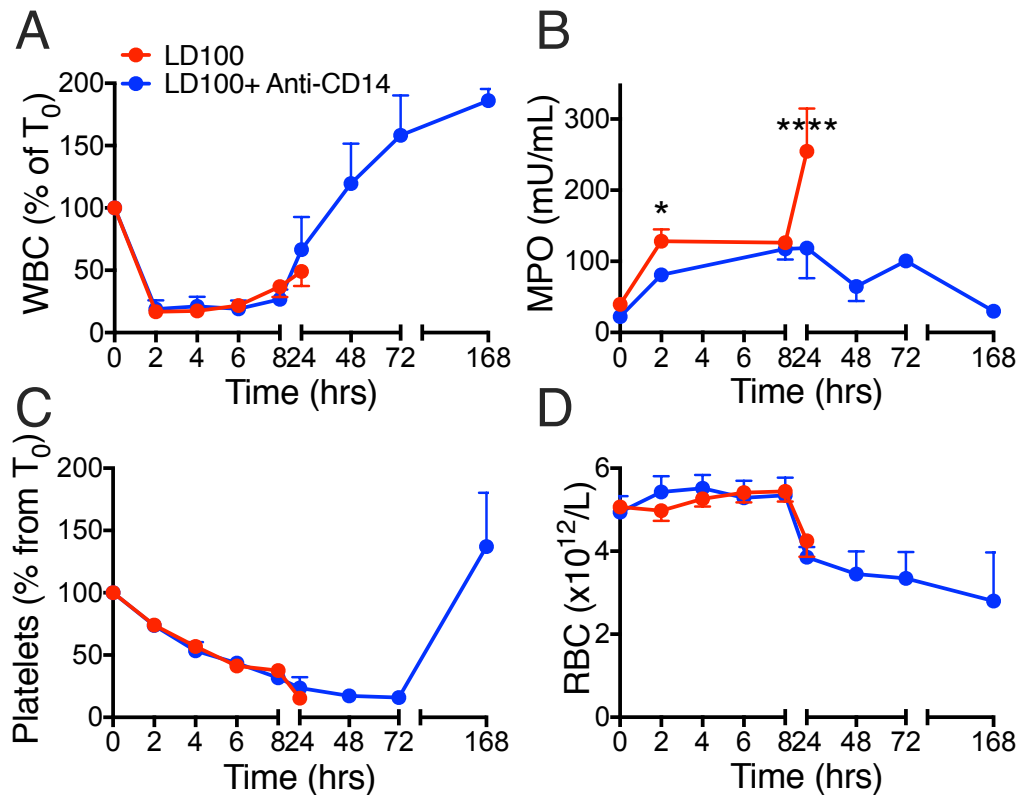 A
LD100
LD100+ Anti-CD14
WBC (% of T0)
200
150
100
50
0
0 2 4 6 8 24 48 72 168
Time (hrs)
B
MPO (mU/mL)
300
200
100
0
*
****
0 2 4 6 8 24 48 72 168
Time (hrs)
C
Platelets (% from T0)
200
150
100
50
0
0 2 4 6 8 24 48 72 168
Time (hrs)
D
RBC (x10^12/L)
6
4
2
0
0 2 4 6 8 24 48 72 168
Time (hrs)